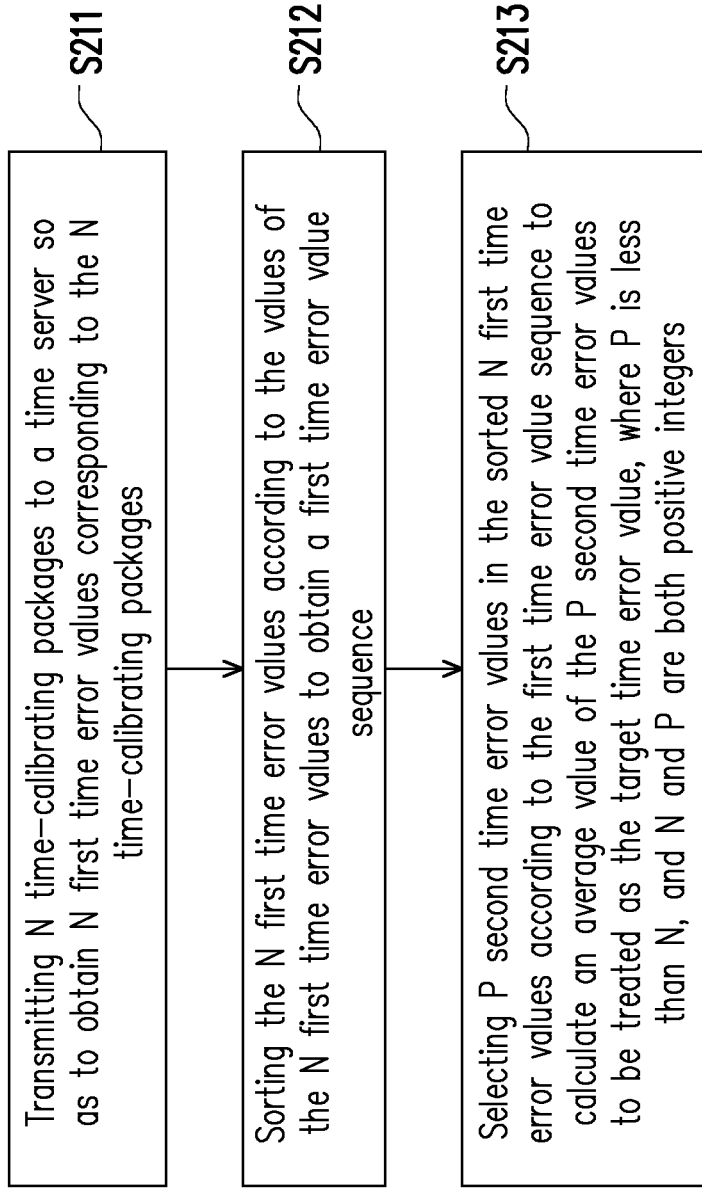 Transmitting N time-calibrating packages to a time server so
as to obtain N first time error values corresponding to the N
time-calibrating packages
S211
Sorting the N first time error values according to the values of
the N first time error values to obtain a first time error value
sequence
S212
Selecting P second time error values in the sorted N first time
error values according to the first time error value sequence to
calculate an average value of the P second time error values
to be treated as the target time error value, where P is less
than N, and N and P are both positive integers
S213